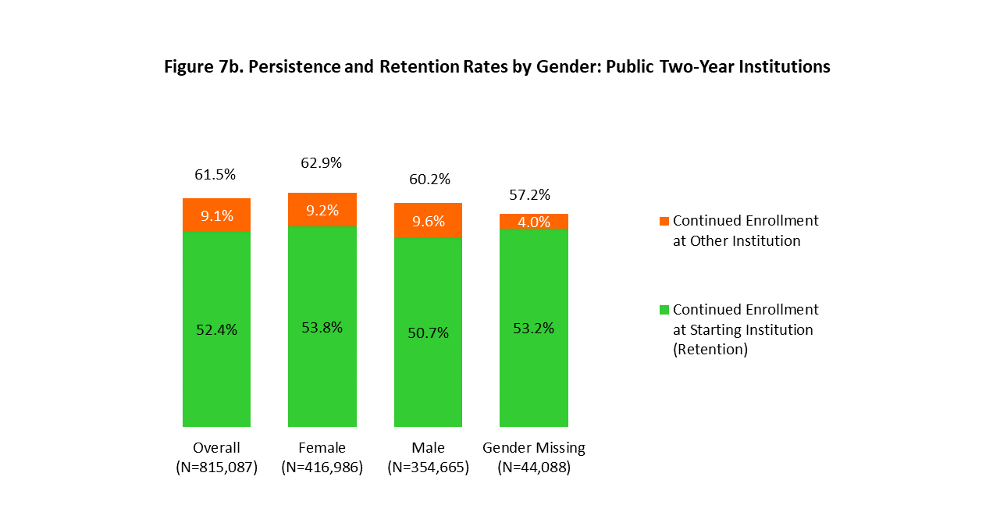 Figure 7b. Persistence and Retention Rates by Gender: Public Two-Year Institutions
61.5%
62.9%
60.2%
57.2%
9.1%
9.2%
9.6%
4.0%
52.4%
53.8%
50.7%
53.2%
Overall
(N=815,087)
Female
(N=416,986)
Male
(N=354,665)
Gender Missing
(N=44,088)
Continued Enrollment
at Other Institution
Continued Enrollment
at Starting Institution
(Retention)